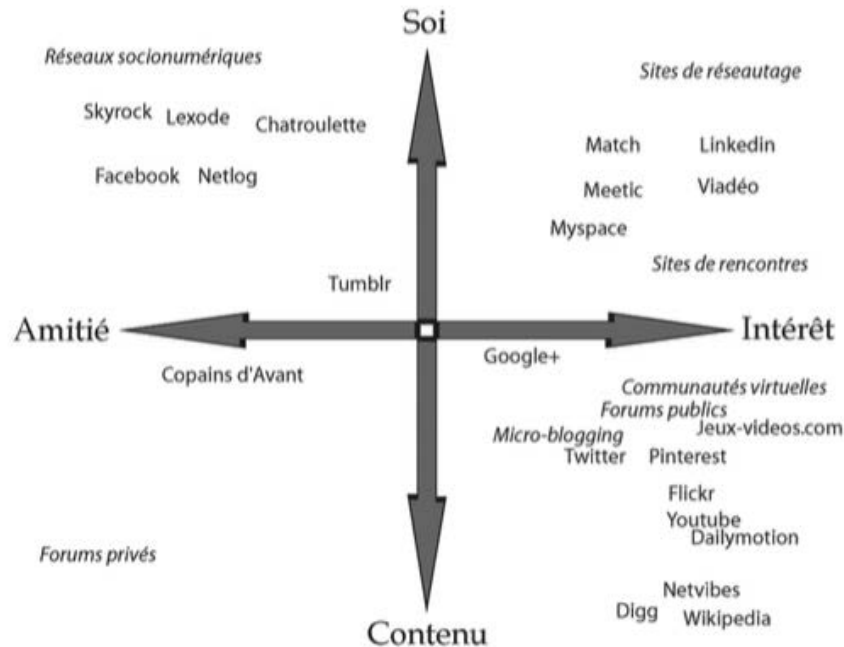 Soi
Réseaux socionumériques
Sites de réseautage
Skyrock Lexode Chatroulette
Match Linkedin
Facebook Netlog
Meetic Viadéo
Myspace
Sites de rencontres
Tumblr
Amitié Intérêt
Google+
Copains d'Avant
Communautés virtuelles
Forums publics
Jeux-videos.com
Micro-blogging
Twitter Pinterest
Flickr
Youtube
Dailymotion
Forums privés
Netvibes
Digg Wikipedia
Contenu